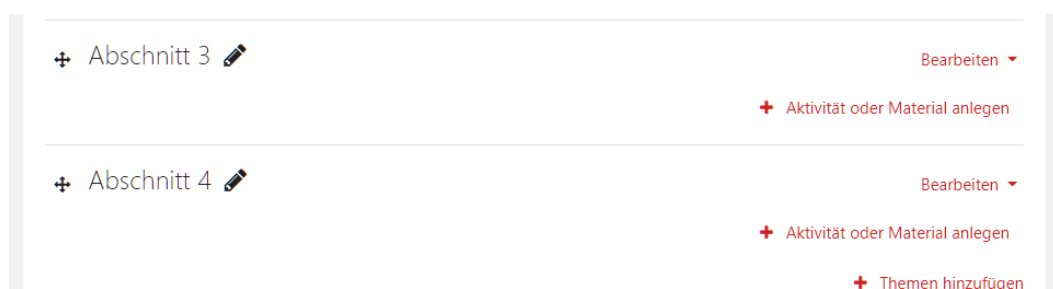 Abschnitt 3
Bearbeiten
Aktivität oder Material anlegen
Abschnitt 4
Bearbeiten
Aktivität oder Material anlegen
Themen hinzufügen